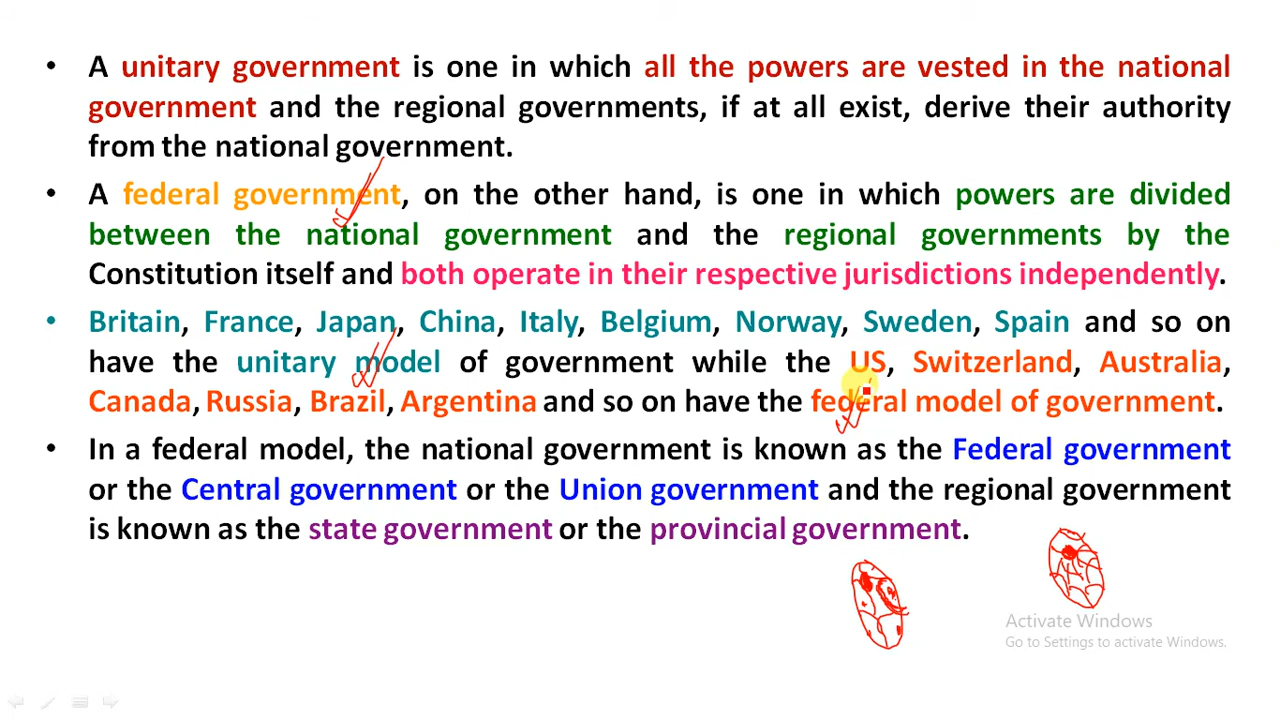 • A unitary government is one in which all the powers are vested in the national
government and the regional governments, if at all exist, derive their authority
from the national government.
• A federal government, on the other hand, is one in which powers are divided
between the national government and the regional governments by the
Constitution itself and both operate in their respective jurisdictions independently.
• Britain, France, Japan, China, Italy, Belgium, Norway, Sweden, Spain and so on
have the unitary model of government while the US, Switzerland, Australia,
Canada, Russia, Brazil, Argentina and so on have the federal model of government.
• In a federal model, the national government is known as the Federal government
or the Central government or the Union government and the regional government
is known as the state government or the provincial government.
Activate Windows
Go to Settings to activate Windows.